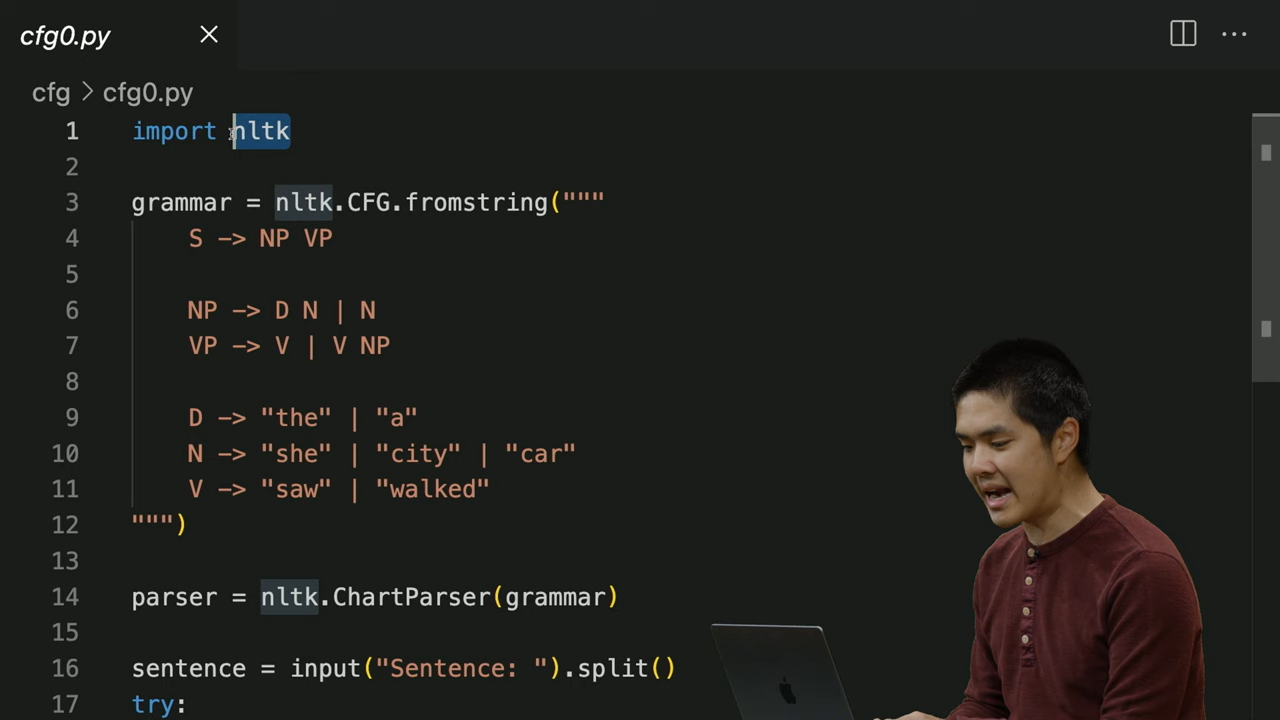 cfg0.py
cfg > cfg0.py
1 import nltk
2
3 grammar = nltk.CFG.fromstring("""
4 S -> NP VP
5
6 NP -> D N | N
7 VP -> V | V NP
8
9 D -> "the" | "a"
10 N -> "she" | "city" | "car"
11 V -> "saw" | "walked"
12 """)
13
14 parser = nltk.ChartParser(grammar)
15
16 sentence = input("Sentence: ").split()
17 try: